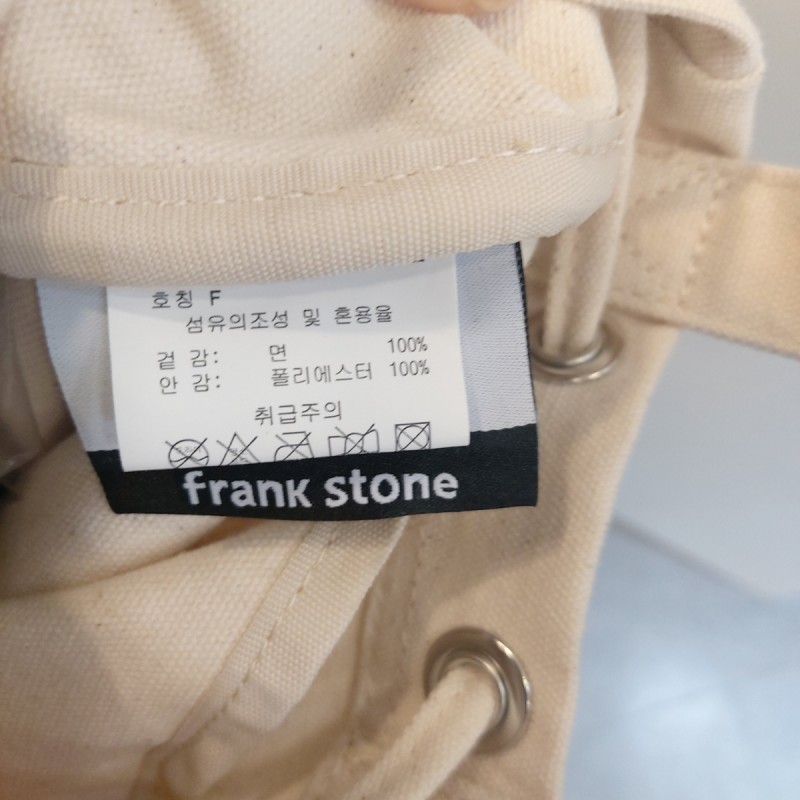 호칭 F
섬유의조성 및 혼용율
겉 감: 면 100%
안 감: 폴리에스터 100%
취급주의
frank stone